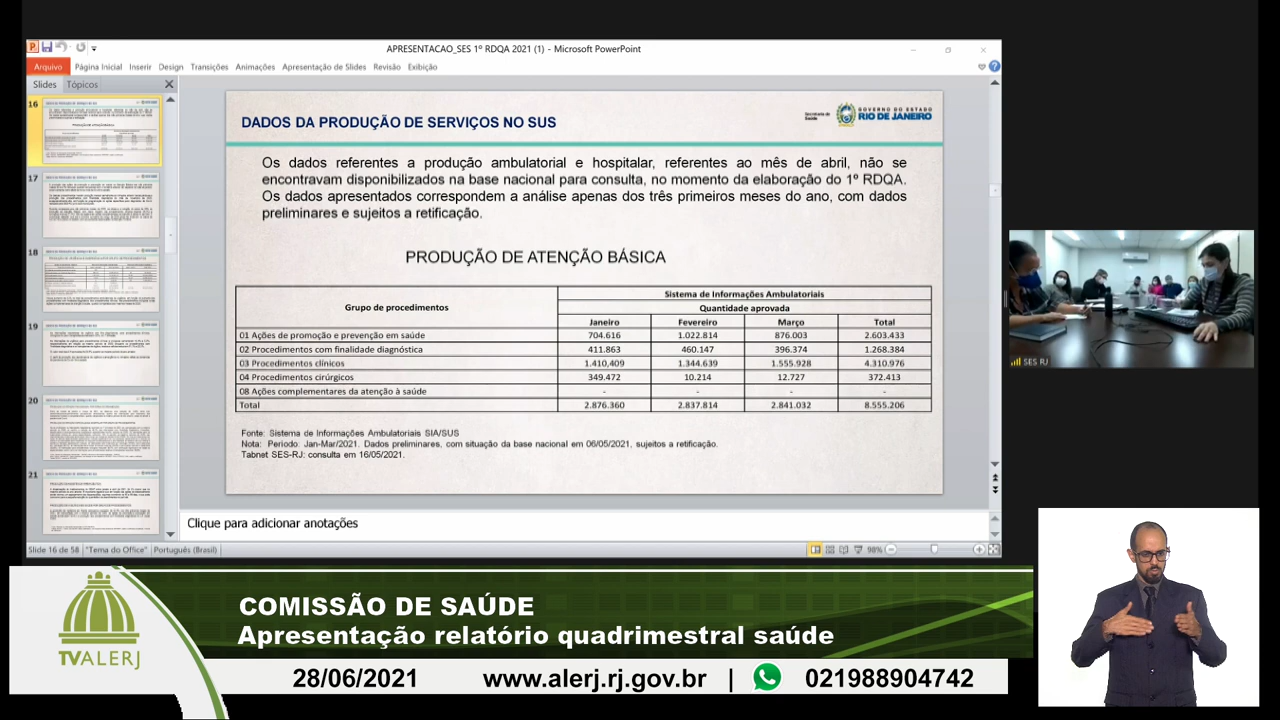 APRESENTACAO_SES 1º RDQA 2021 (1) - Microsoft PowerPoint
Arquivo Página Inicial Inserir Design Transições Animações Apresentação de Slides Revisão Exibição
Slides Tópicos
16
17
18
19
20
21
DADOS DA PRODUÇÃO DE SERVIÇOS NO SUS
Secretaria de Saúde
GOVERNO DO ESTADO
RIO DE JANEIRO
Os dados referentes a produção ambulatorial e hospitalar, referentes ao mês de abril, não se
encontravam disponibilizados na base nacional para consulta, no momento da elaboração do 1º RDQA.
Os dados apresentados correspondem a análise apenas dos três primeiros meses do ano, com dados
preliminares e sujeitos a retificação.
PRODUÇAO DE ATENÇÃO BÁSICA
Grupo de procedimentos
Sistema de Informações Ambulatoriais
Quantidade aprovada
Janeiro Fevereiro Março Total
01 Ações de promoção e prevenção em saúde 704.616 1.022.814 876.003 2.603.433
02 Procedimentos com finalidade diagnóstica 411.863 460.147 396.374 1.268.384
03 Procedimentos clínicos 1.410.409 1.344.639 1.555.928 4.310.976
04 Procedimentos cirúrgicos 349.472 10.214 12.727 372.413
08 Ações complementares da atenção à saúde - - - -
Total 2.876.360 2.837.814 2.841.032 8.555.206
Fonte: Sistema de Informações Ambulatoriais SIA/SUS
Nota: Período: Jan-Mar/2021. Dados preliminares, com situação da base nacional em 06/05/2021, sujeitos a retificação.
Tabnet SES-RJ: consulta em 16/05/2021.
Clique para adicionar anotações
Slide 16 de 58 "Tema do Office" Português (Brasil) 98%
SES RJ
COMISSÃO DE SAÚDE
Apresentação relatório quadrimestral saúde
TVALERJ
28/06/2021 www.alerj.rj.gov.br | 021988904742